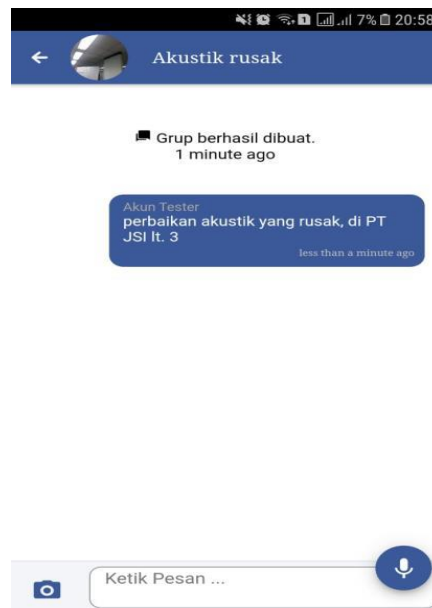 7% 20:58
Akustik rusak
Grup berhasil dibuat.
1 minute ago
Akun Tester
perbaikan akustik yang rusak, di PT
JSI lt. 3
less than a minute ago
Ketik Pesan ...